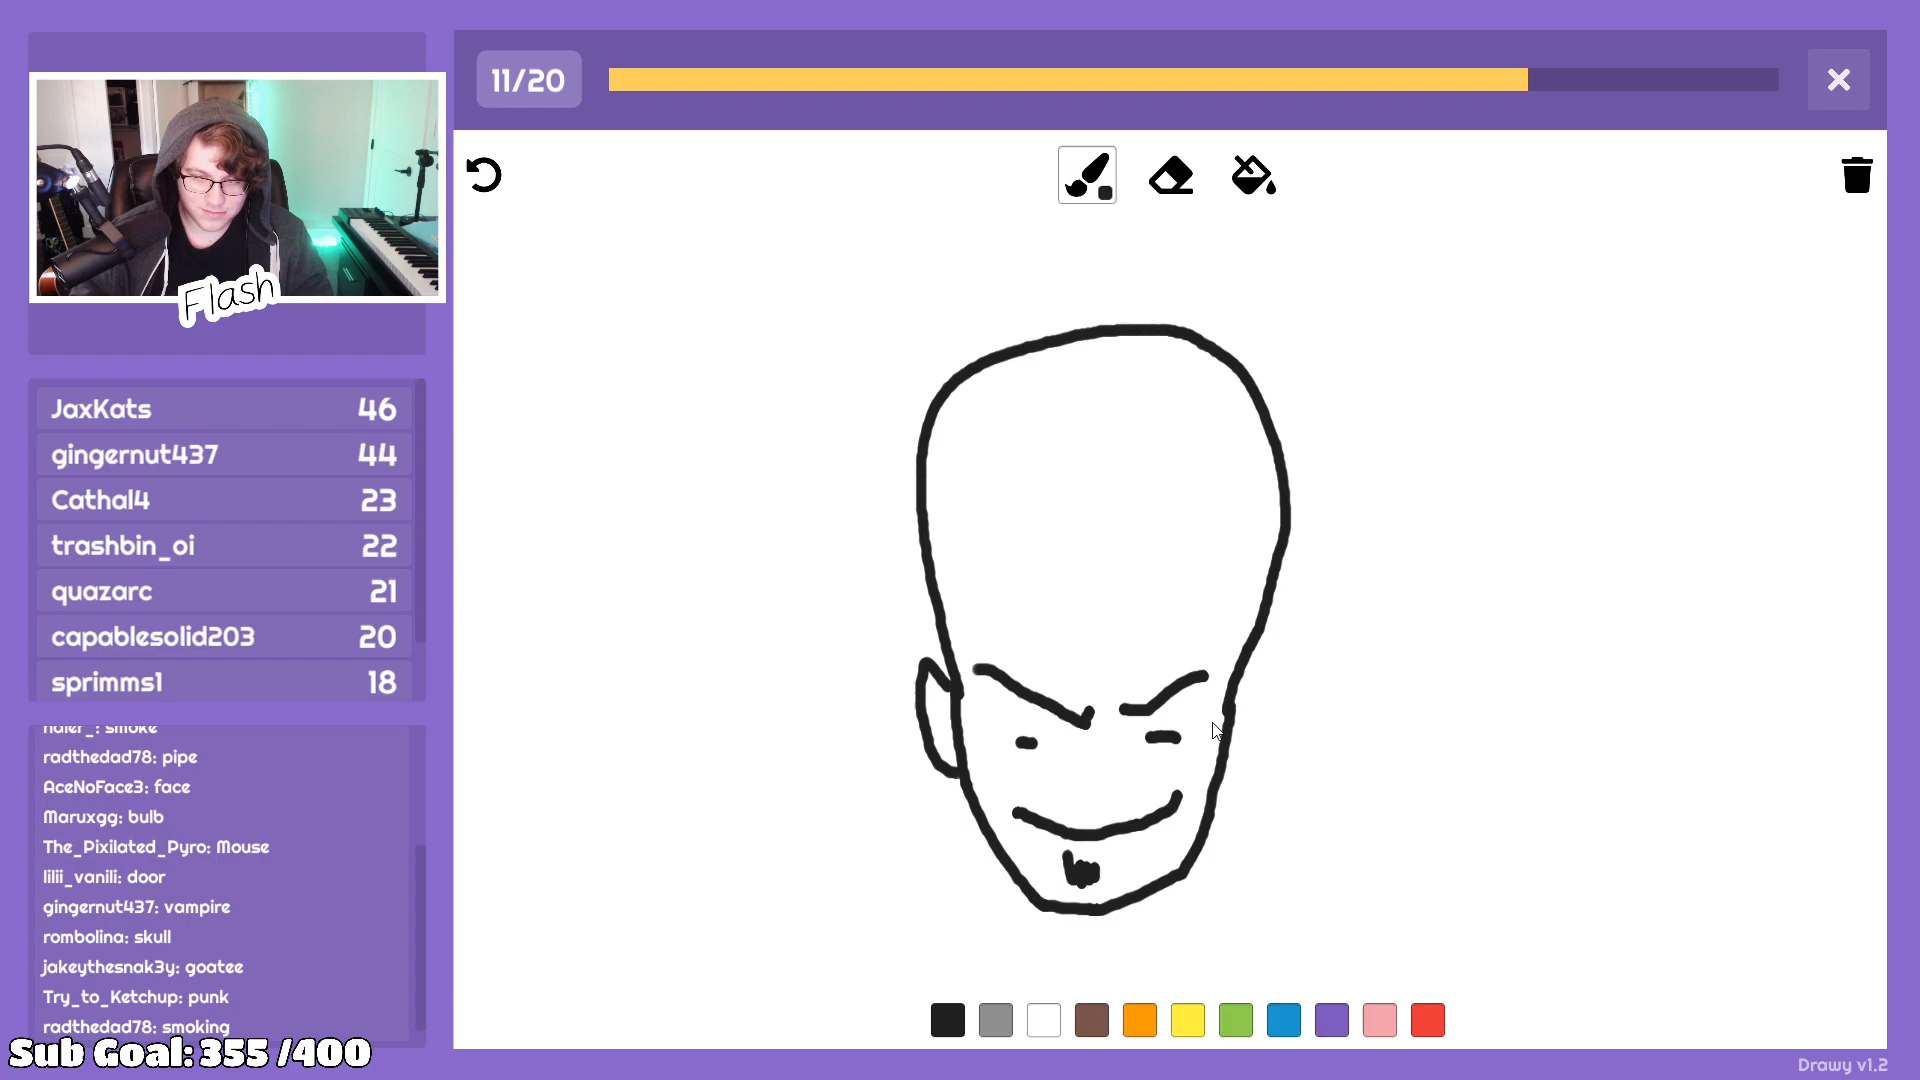 11/20
Flash
JaxKats 46
gingernut437 44
Cathal4 23
trashbin_oi 22
quazarc 21
capablesolid203 20
sprimms1 18
radthedad78: pipe
AceNoFace3: face
Maruxgg: bulb
The_Pixilated_Pyro: Mouse
lilii_vanili: door
gingernut437: vampire
rombolina: skull
jakeythesnak3y: goatee
Try_to_Ketchup: punk
radthedad78: smoking
Sub Goal: 355 /400
Drawy v1.2